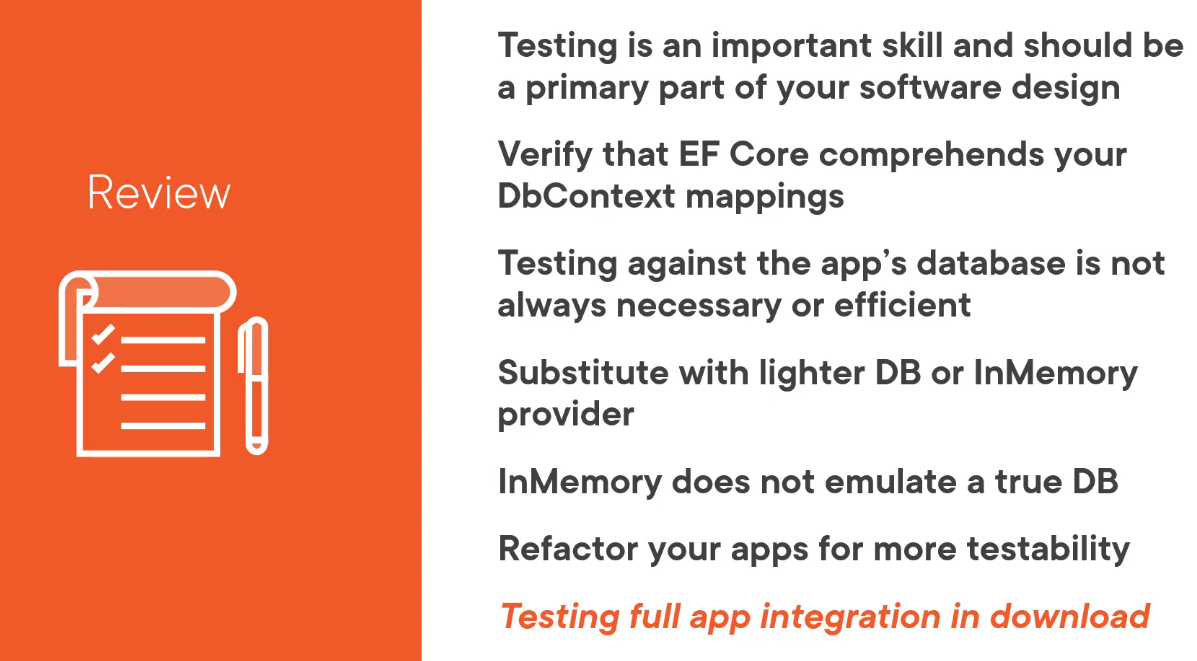 Review
Testing is an important skill and should be
a primary part of your software design
Verify that EF Core comprehends your
DbContext mappings
Testing against the app’s database is not
always necessary or efficient
Substitute with lighter DB or InMemory
provider
InMemory does not emulate a true DB
Refactor your apps for more testability
Testing full app integration in download